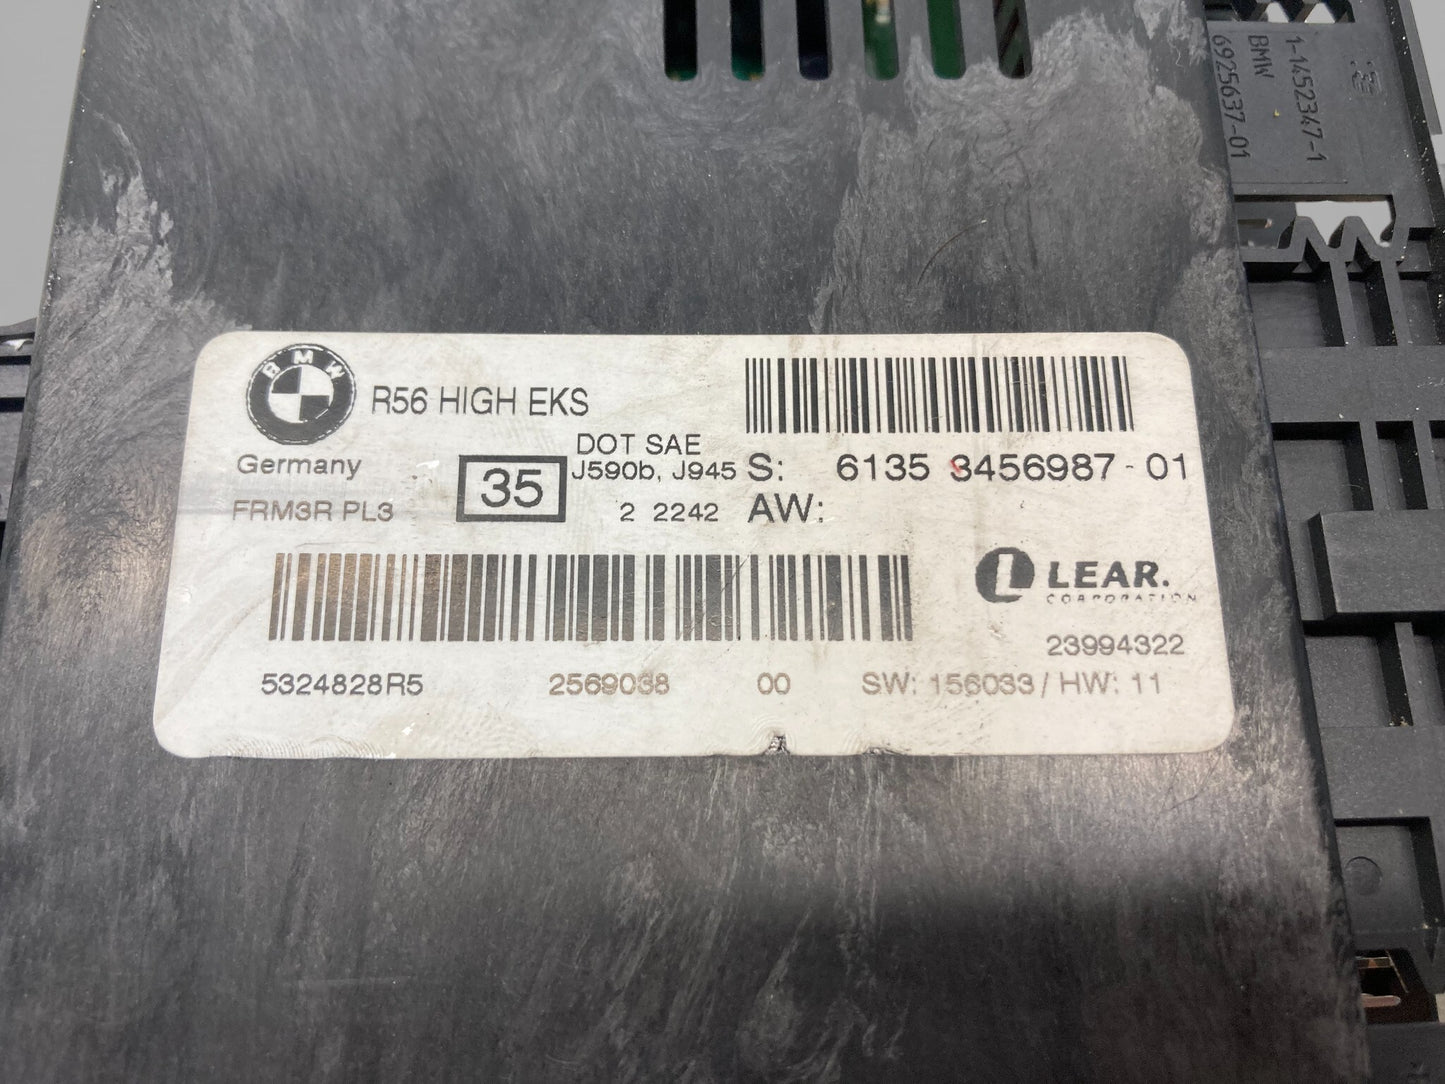 1-1452347-1
BMW
6925637-01
BMW
R56 HIGH EKS
Germany
DOT SAE
35
J590b, J945
S: 6135 3456987-01
FRM3R PL3
2 2242
AW:
L LEAR.
CORPORATION
23994322
5324828R5
2569038
00
SW: 156033 / HW: 11